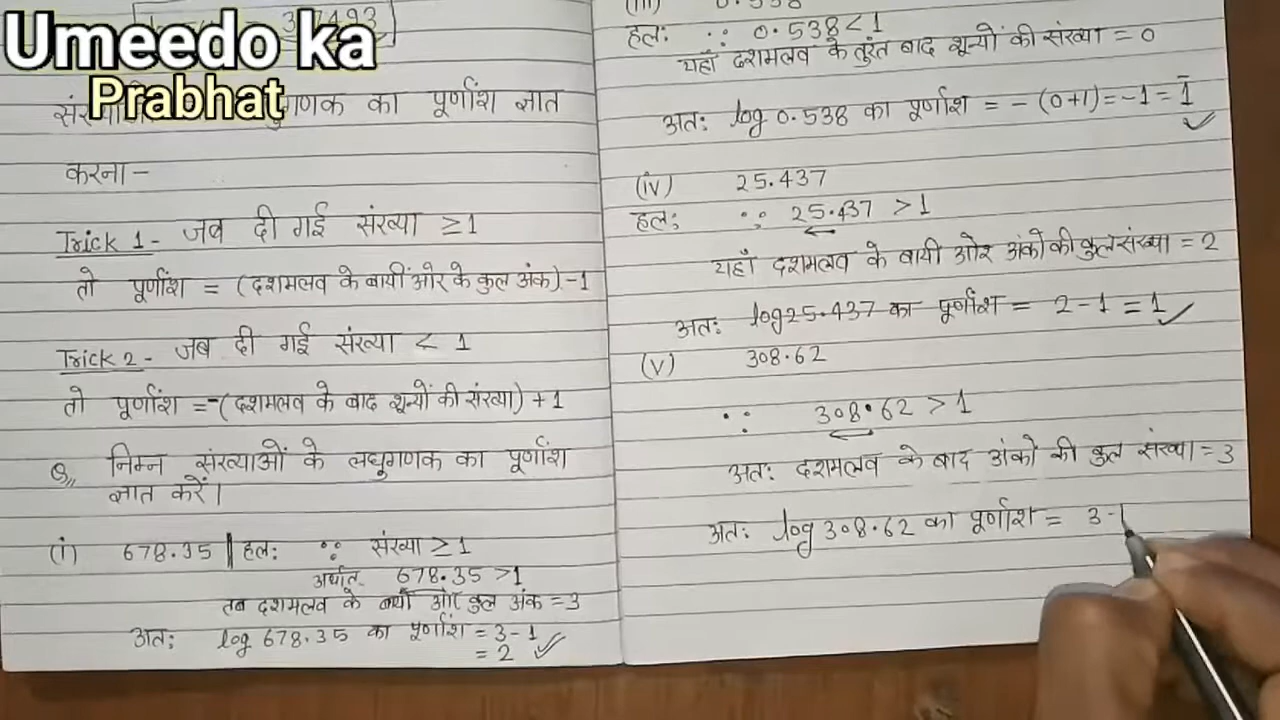 Umeedo ka
Prabhat
का पूर्णांश ज्ञात
करना-
Trick 1 - जब दी गई संख्या ≥ 1
तो पूर्णांश = (दशमलव के बायीं ओर के कुल अंक) - 1
Trick 2 - जब दी गई संख्या < 1
तो पूर्णांश = -(दशमलव के बाद शून्यों की संख्या) + 1
Q,, निम्न संख्याओं के लघुगणक का पूर्णांश
ज्ञात करें।
(i) 678.35 | हल: ∵ संख्या ≥ 1
अर्थात् 678.35 > 1
तब दशमलव के बायीं ओर कुल अंक = 3
अतः log 678.35 का पूर्णांश = 3 - 1
= 2
(iii) 0.538
हल: ∵ 0.538 < 1
यहाँ दशमलव के तुरंत बाद शून्यों की संख्या = 0
अतः log 0.538 का पूर्णांश = - (0+1) = -1 = 1̄
(iv) 25.437
हल: ∵ 25.437 > 1
यहाँ दशमलव के बायी ओर अंको की कुल संख्या = 2
अतः log 25.437 का पूर्णांश = 2 - 1 = 1
(v) 308.62
∵ 308.62 > 1
अतः दशमलव के बाद अंको की कुल संख्या = 3
अतः log 308.62 का पूर्णांश = 3 -